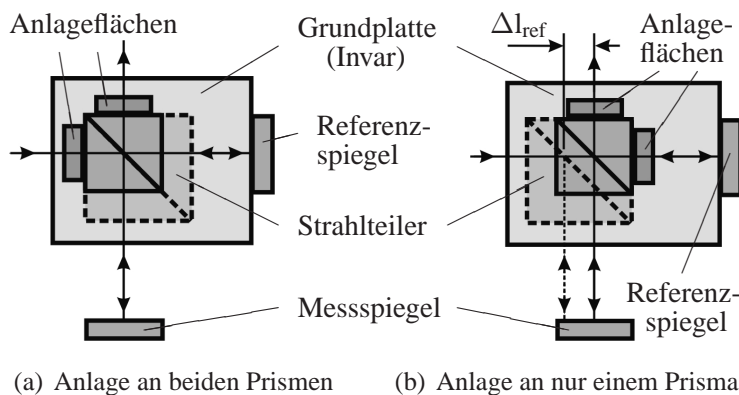 Anlageflächen
Grundplatte
(Invar)
Referenz-
spiegel
Strahlteiler
Messspiegel
(a) Anlage an beiden Prismen
Δl_ref
Anlage-
flächen
Referenz-
spiegel
(b) Anlage an nur einem Prisma